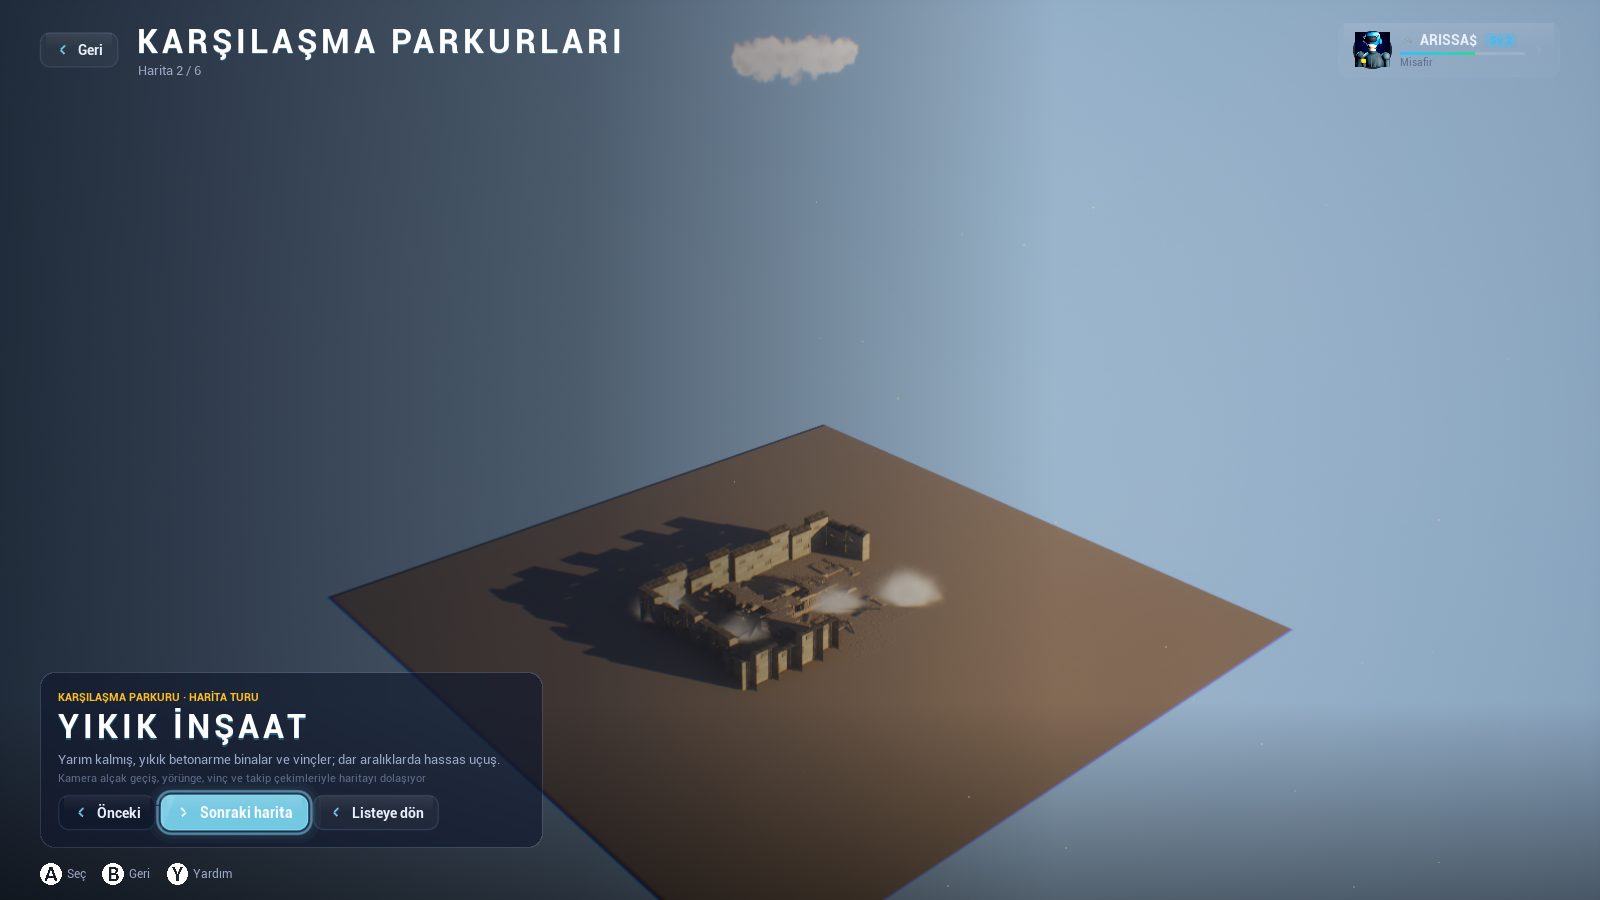 Geri
KARŞILAŞMA PARKURLARI
Harita 2 / 6
ARISSA$
Misafir
KARŞILAŞMA PARKURU · HARİTA TURU
YIKIK İNŞAAT
Yarım kalmış, yıkık betonarme binalar ve vinçler; dar aralıklarda hassas uçuş.
Kamera alçak geçiş, yörünge, vinç ve takip çekimleriyle haritayı dolaşıyor
Önceki
Sonraki harita
Listeye dön
A Seç
B Geri
Y Yardım